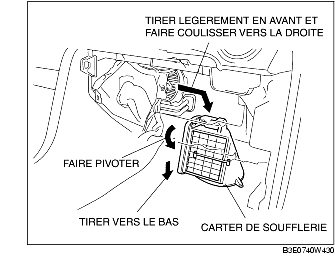 TIRER LEGEREMENT EN AVANT ET
FAIRE COULISSER VERS LA DROITE
FAIRE PIVOTER
TIRER VERS LE BAS
CARTER DE SOUFFLERIE
B3E0740W430